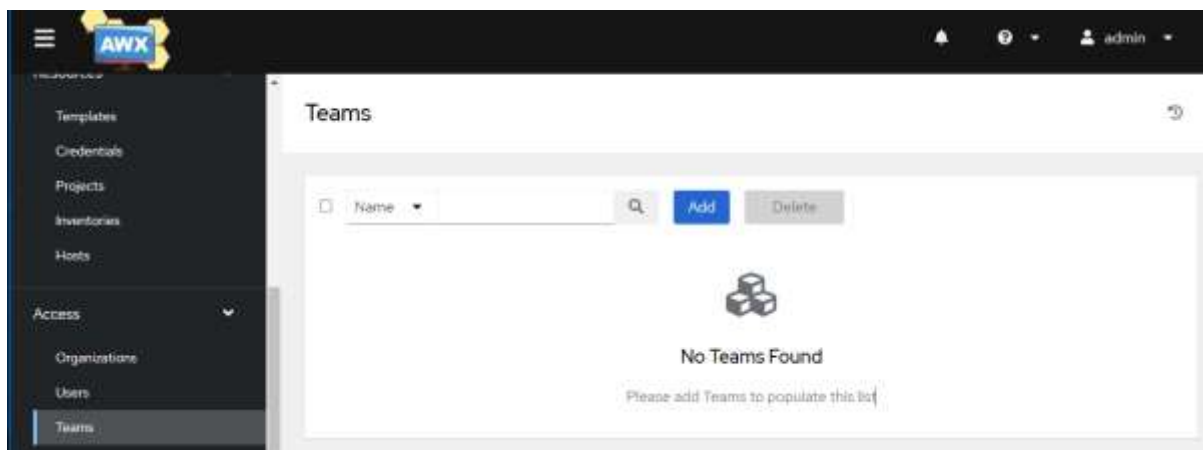 AWX
admin
Resources
Templates
Credentials
Projects
Inventories
Hosts
Access
Organizations
Users
Teams
Teams
Name
Add
Delete
No Teams Found
Please add Teams to populate this list